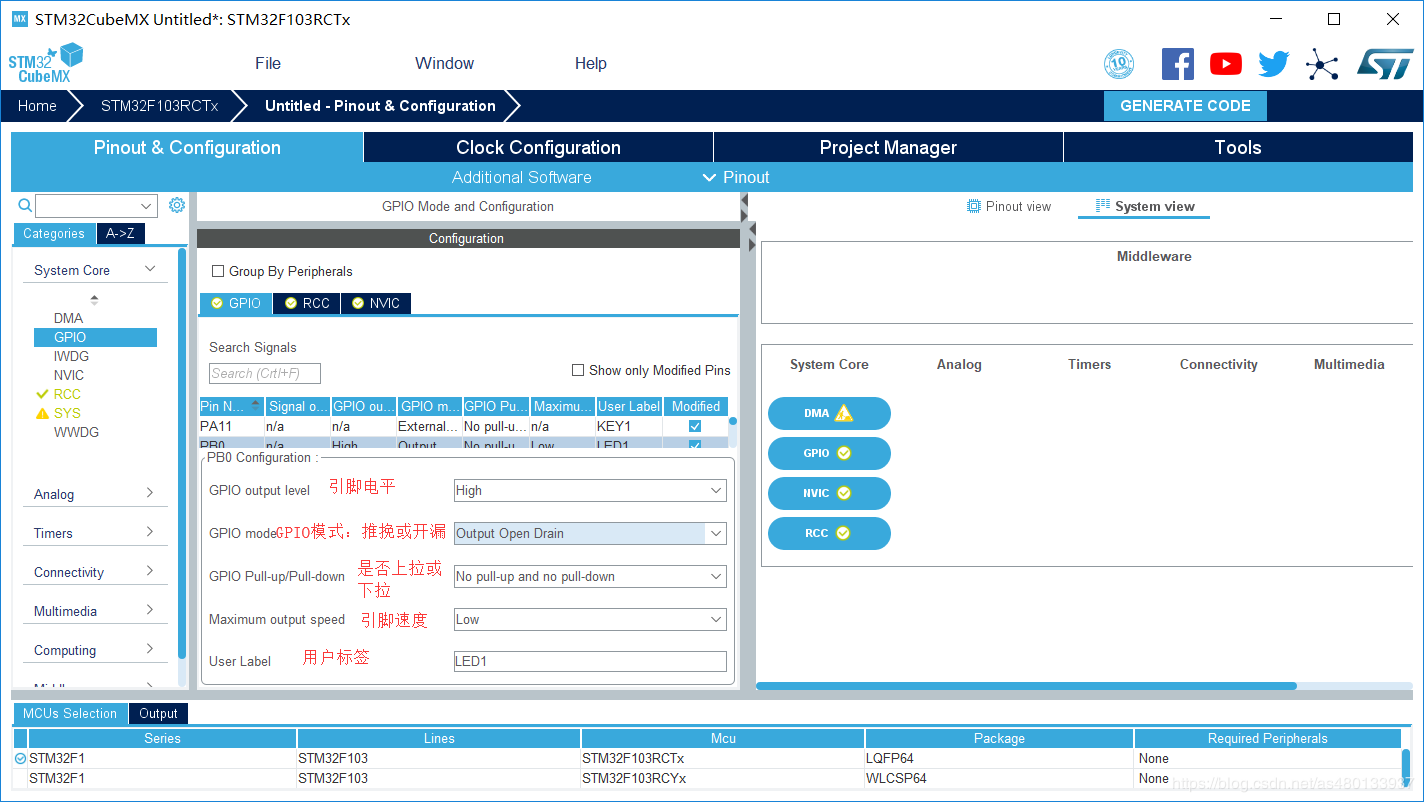 MX STM32CubeMX Untitled*: STM32F103RCTx
STM32
CubeMX
File Window Help
10
ST
Home STM32F103RCTx Untitled - Pinout & Configuration GENERATE CODE
Pinout & Configuration Clock Configuration Project Manager Tools
Additional Software Pinout
GPIO Mode and Configuration
Pinout view System view
Categories A->Z
Configuration
System Core
DMA
GPIO
IWDG
NVIC
RCC
SYS
WWDG
Analog
Timers
Connectivity
Multimedia
Computing
Group By Peripherals
GPIO RCC NVIC
Search Signals
Search (Crtl+F)
Show only Modified Pins
Pin N... Signal o... GPIO ou... GPIO m... GPIO Pu... Maximu... User Label Modified
PA11 n/a n/a External... No pull-u... n/a KEY1
PB0 n/a High Output No pull-u Low LED1
PB0 Configuration :
GPIO output level 引脚电平 High
GPIO mode GPIO模式：推挽或开漏 Output Open Drain
GPIO Pull-up/Pull-down 是否上拉或
下拉 No pull-up and no pull-down
Maximum output speed 引脚速度 Low
User Label 用户标签 LED1
Middleware
System Core Analog Timers Connectivity Multimedia
DMA
GPIO
NVIC
RCC
MCUs Selection Output
Series Lines Mcu Package Required Peripherals
STM32F1 STM32F103 STM32F103RCTx LQFP64 None
STM32F1 STM32F103 STM32F103RCYx WLCSP64 None
https://blog.csdn.net/as480133937